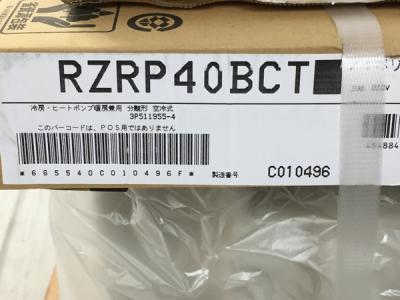 RZRP40BCT
冷房・ヒートポンプ暖房兼用 分離形 空冷式
3P511955-4
このバーコードは、POS用ではありません
*665540C010496F*
製造番号 C010496